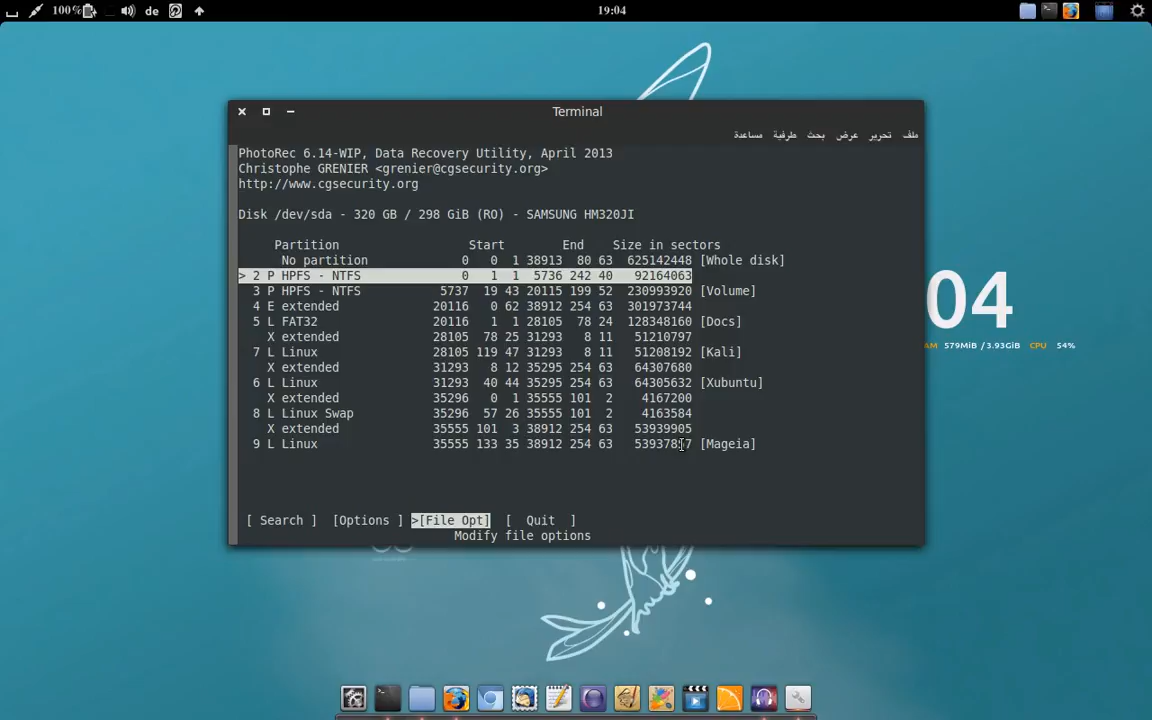 100%
de
19:04
Terminal
ملف تحرير عرض بحث طرفية مساعدة
PhotoRec 6.14-WIP, Data Recovery Utility, April 2013
Christophe GRENIER <grenier@cgsecurity.org>
http://www.cgsecurity.org
Disk /dev/sda - 320 GB / 298 GiB (RO) - SAMSUNG HM320JI
Partition Start End Size in sectors
No partition 0 0 1 38913 80 63 625142448 [Whole disk]
> 2 P HPFS - NTFS 0 1 1 5736 242 40 92164063
3 P HPFS - NTFS 5737 19 43 20115 199 52 230993920 [Volume]
4 E extended 20116 0 62 38912 254 63 301973744
5 L FAT32 20116 1 1 28105 78 24 128348160 [Docs]
X extended 28105 78 25 31293 8 11 51210797
7 L Linux 28105 119 47 31293 8 11 51208192 [Kali]
X extended 31293 8 12 35295 254 63 64307680
6 L Linux 31293 40 44 35295 254 63 64305632 [Xubuntu]
X extended 35296 0 1 35555 101 2 4167200
8 L Linux Swap 35296 57 26 35555 101 2 4163584
X extended 35555 101 3 38912 254 63 53939905
9 L Linux 35555 133 35 38912 254 63 [Mageia]
[ Search ] [Options ] >[File Opt] [ Quit ]
Modify file options
04
579MiB / 3.93GiB CPU 54%